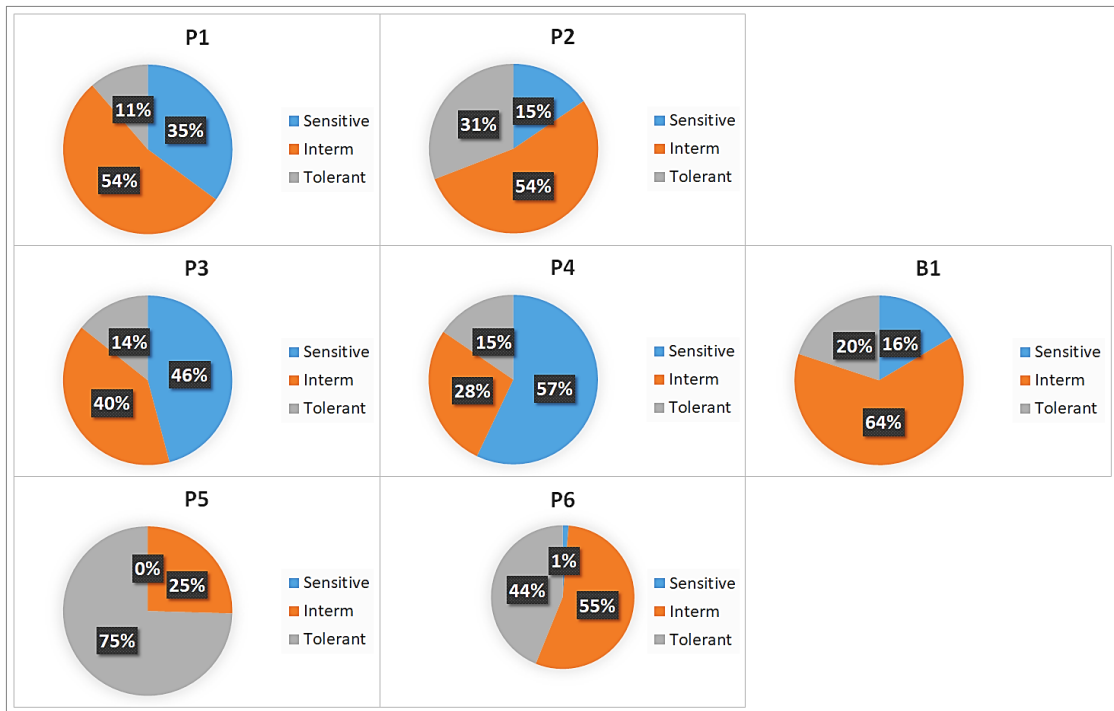 P1
11%
35%
54%
Sensitive
Interm
Tolerant
P2
15%
31%
54%
Sensitive
Interm
Tolerant
P3
14%
46%
40%
Sensitive
Interm
Tolerant
P4
15%
28%
57%
Sensitive
Interm
Tolerant
B1
20%
16%
64%
Sensitive
Interm
Tolerant
P5
0%
25%
75%
Sensitive
Interm
Tolerant
P6
1%
44%
55%
Sensitive
Interm
Tolerant